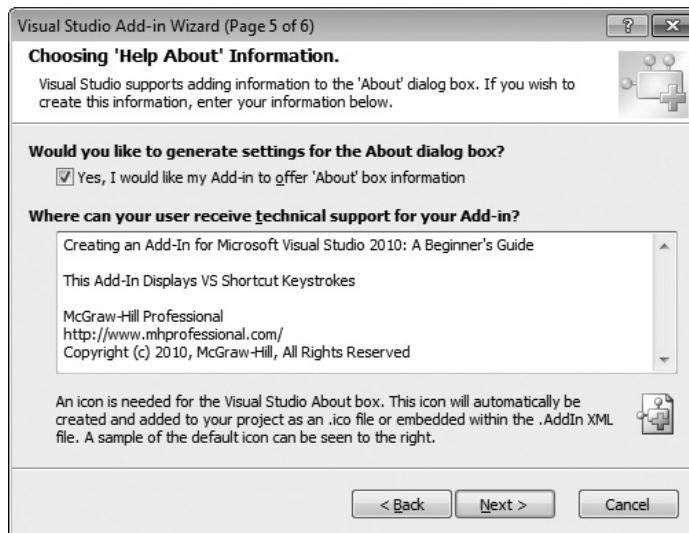 Visual Studio Add-in Wizard (Page 5 of 6)
Choosing 'Help About' Information.
Visual Studio supports adding information to the 'About' dialog box. If you wish to
create this information, enter your information below.
Would you like to generate settings for the About dialog box?
Yes, I would like my Add-in to offer 'About' box information
Where can your user receive technical support for your Add-in?
Creating an Add-In for Microsoft Visual Studio 2010: A Beginner's Guide
This Add-In Displays VS Shortcut Keystrokes
McGraw-Hill Professional
http://www.mhprofessional.com/
Copyright (c) 2010, McGraw-Hill, All Rights Reserved
An icon is needed for the Visual Studio About box. This icon will automatically be
created and added to your project as an .ico file or embedded within the .AddIn XML
file. A sample of the default icon can be seen to the right.
< Back
Next >
Cancel